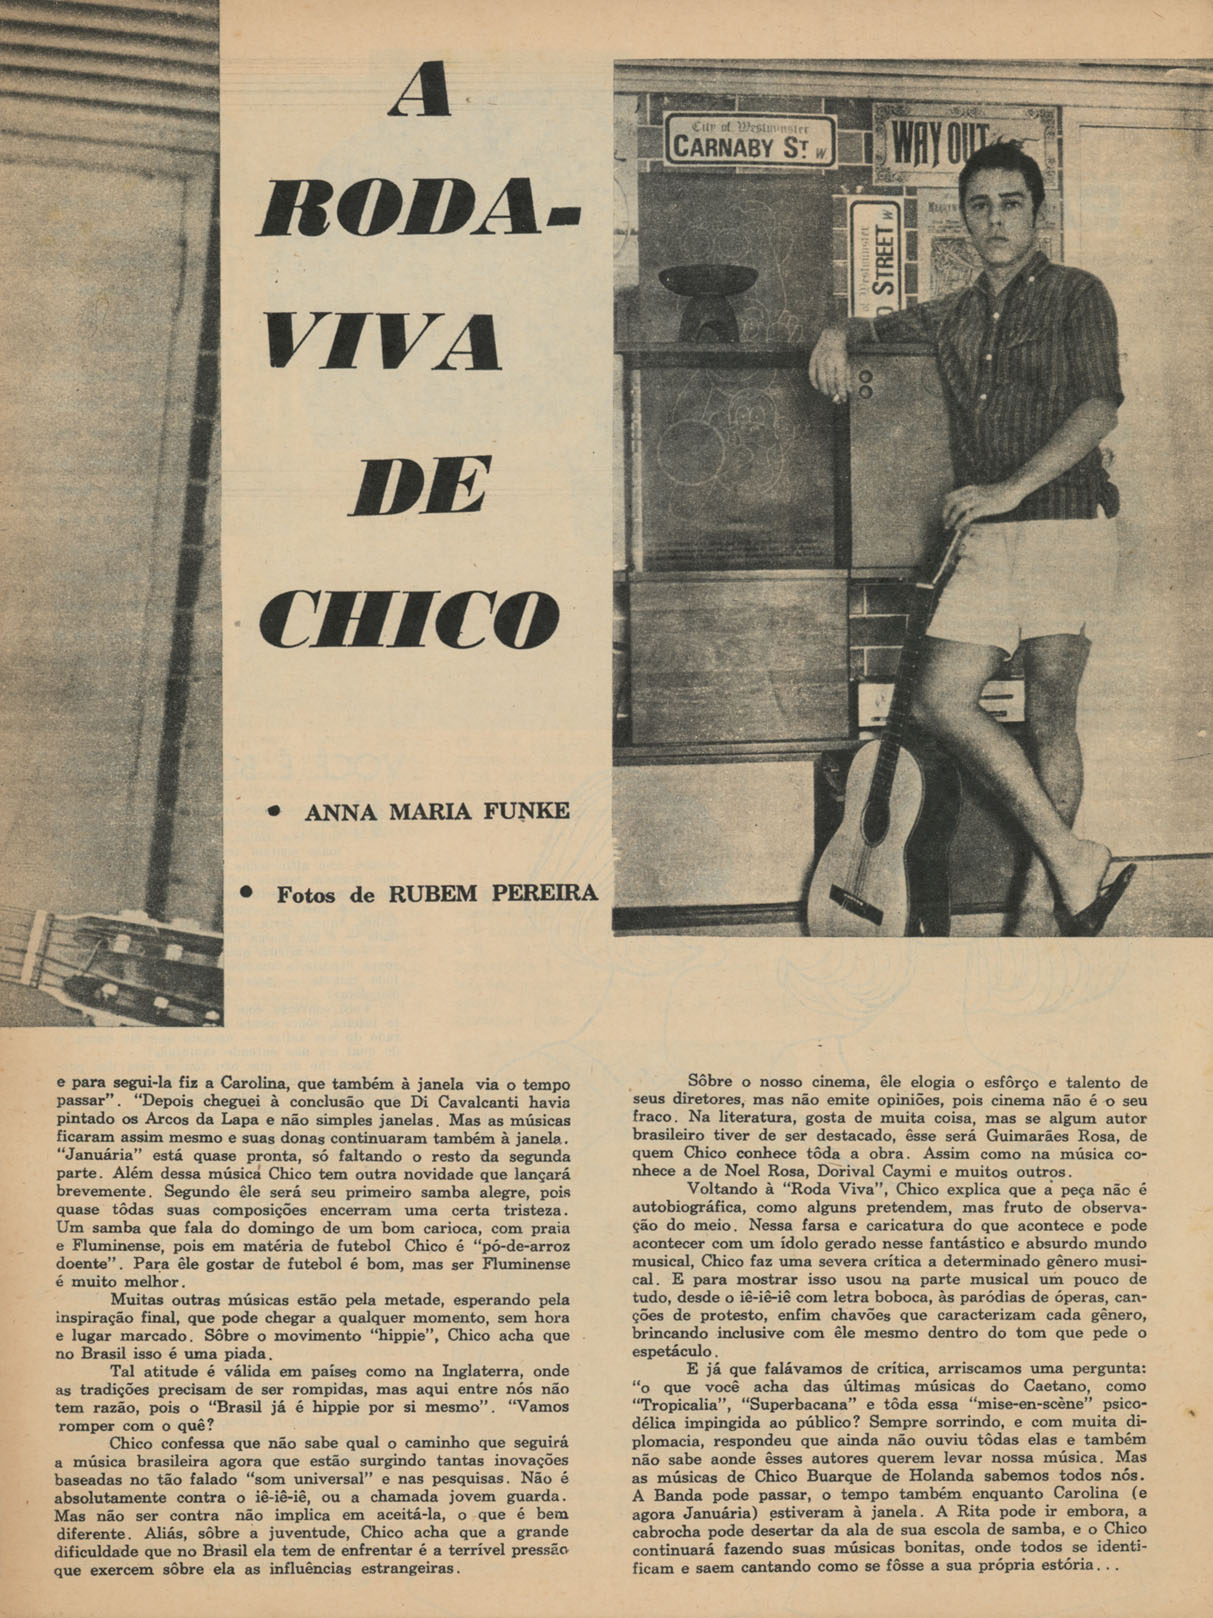 A
RODA-
VIVA
DE
CHICO
• ANNA MARIA FUNKE
• Fotos de RUBEM PEREIRA
City of Westminster
CARNABY ST. W
WAY OUT
of Westminster
STREET W
e para segui-la fiz a Carolina, que também à janela via o tempo
passar”. “Depois cheguei à conclusão que Di Cavalcanti havia
pintado os Arcos da Lapa e não simples janelas. Mas as músicas
ficaram assim mesmo e suas donas continuaram também à janela.
“Januária” está quase pronta, só faltando o resto da segunda
parte. Além dessa música Chico tem outra novidade que lançará
brevemente. Segundo êle será seu primeiro samba alegre, pois
quase tôdas suas composições encerram uma certa tristeza.
Um samba que fala do domingo de um bom carioca, com praia
e Fluminense, pois em matéria de futebol Chico é “pó-de-arroz
doente”. Para êle gostar de futebol é bom, mas ser Fluminense
é muito melhor.
Muitas outras músicas estão pela metade, esperando pela
inspiração final, que pode chegar a qualquer momento, sem hora
e lugar marcado. Sôbre o movimento “hippie”, Chico acha que
no Brasil isso é uma piada.
Tal atitude é válida em países como na Inglaterra, onde
as tradições precisam de ser rompidas, mas aqui entre nós não
tem razão, pois o “Brasil já é hippie por si mesmo”. “Vamos
romper com o quê?
Chico confessa que não sabe qual o caminho que seguirá
a música brasileira agora que estão surgindo tantas inovações
baseadas no tão falado “som universal” e nas pesquisas. Não é
absolutamente contra o iê-iê-iê, ou a chamada jovem guarda.
Mas não ser contra não implica em aceitá-la, o que é bem
diferente. Aliás, sôbre a juventude, Chico acha que a grande
dificuldade que no Brasil ela tem de enfrentar é a terrível pressão
que exercem sôbre ela as influências estrangeiras.
Sôbre o nosso cinema, êle elogia o esfôrço e talento de
seus diretores, mas não emite opiniões, pois cinema não é o seu
fraco. Na literatura, gosta de muita coisa, mas se algum autor
brasileiro tiver de ser destacado, êsse será Guimarães Rosa, de
quem Chico conhece tôda a obra. Assim como na música co-
nhece a de Noel Rosa, Dorival Caymi e muitos outros.
Voltando à “Roda Viva”, Chico explica que a peça não é
autobiográfica, como alguns pretendem, mas fruto de observa-
ção do meio. Nessa farsa e caricatura do que acontece e pode
acontecer com um ídolo gerado nesse fantástico e absurdo mundo
musical, Chico faz uma severa crítica a determinado gênero musi-
cal. E para mostrar isso usou na parte musical um pouco de
tudo, desde o iê-iê-iê com letra boboca, às paródias de óperas, can-
ções de protesto, enfim chavões que caracterizam cada gênero,
brincando inclusive com êle mesmo dentro do tom que pede o
espetáculo.
E já que falávamos de crítica, arriscamos uma pergunta:
“o que você acha das últimas músicas do Caetano, como
“Tropicalia”, “Superbacana” e tôda essa “mise-en-scène” psico-
délica impingida ao público? Sempre sorrindo, e com muita di-
plomacia, respondeu que ainda não ouviu tôdas elas e também
não sabe aonde êsses autores querem levar nossa música. Mas
as músicas de Chico Buarque de Holanda sabemos todos nós.
A Banda pode passar, o tempo também enquanto Carolina (e
agora Januária) estiveram à janela. A Rita pode ir embora, a
cabrocha pode desertar da ala de sua escola de samba, e o Chico
continuará fazendo suas músicas bonitas, onde todos se identi-
ficam e saem cantando como se fôsse a sua própria estória...